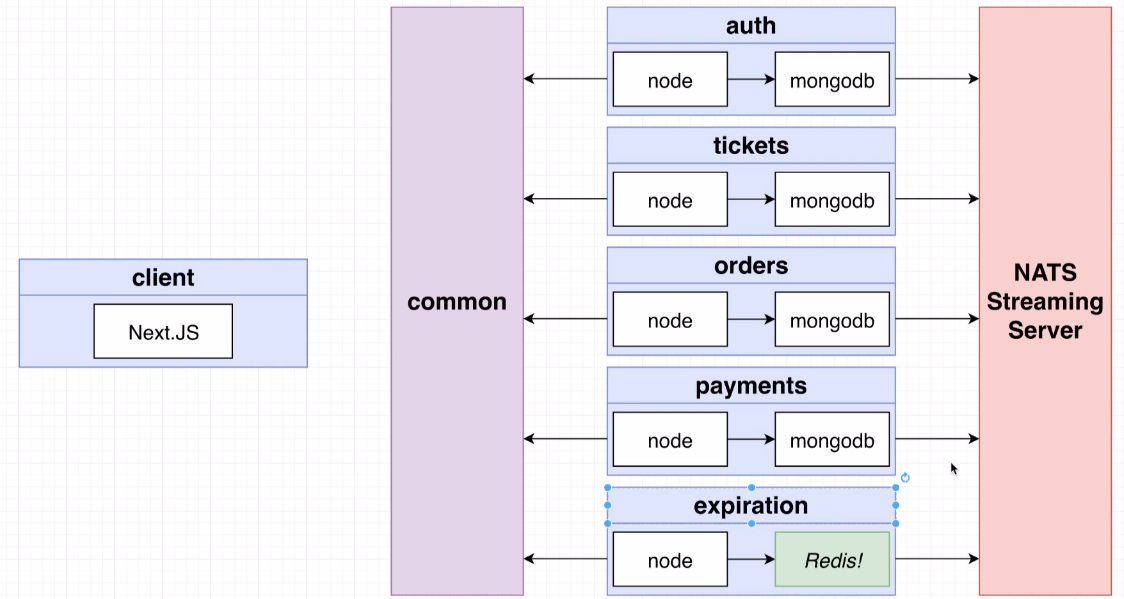 client
Next.JS
common
auth
node
mongodb
tickets
node
mongodb
orders
node
mongodb
payments
node
mongodb
expiration
node
Redis!
NATS
Streaming
Server